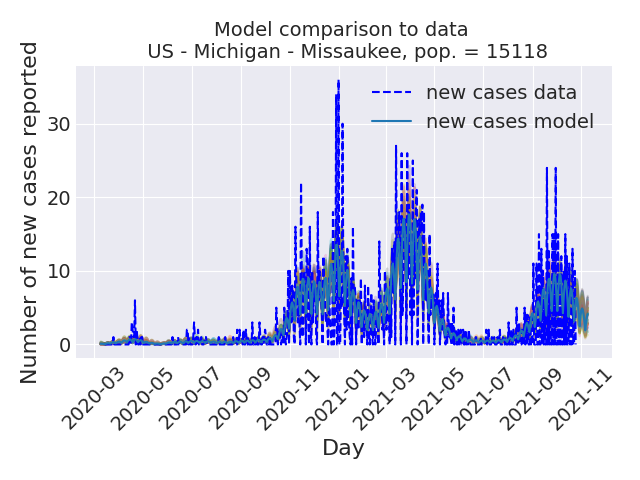 Model comparison to data
US - Michigan - Missaukee, pop. = 15118
Number of new cases reported
30
20
10
0
new cases data
new cases model
2020-03
2020-05
2020-07
2020-09
2020-11
2021-01
2021-03
2021-05
2021-07
2021-09
2021-11
Day